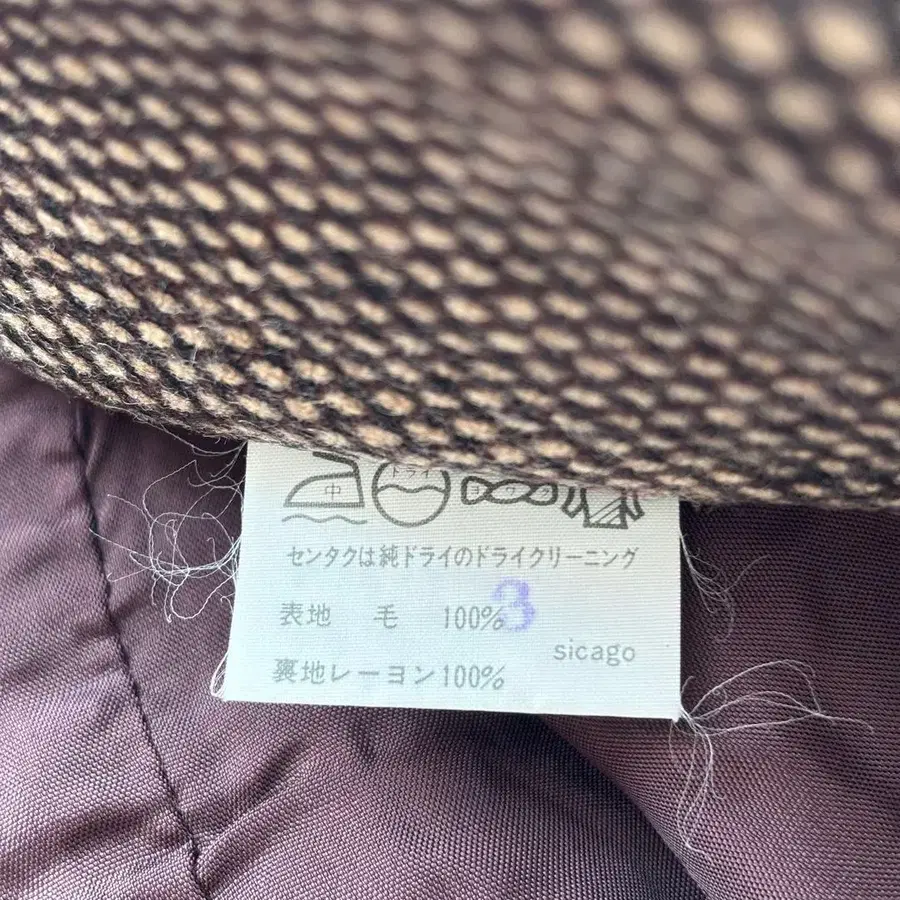 中 ドライ
センタクは純ドライのドライクリーニング
表地 毛 100% 3
sicago
裏地レーヨン100%